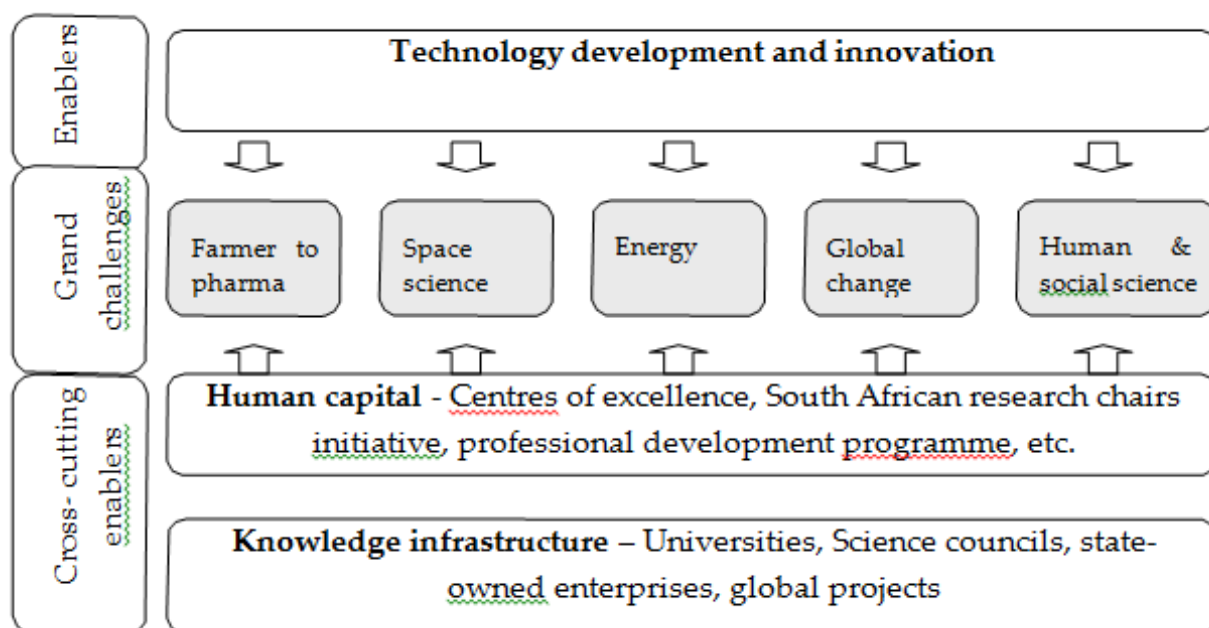 Enablers
Technology development and innovation
Grand
challenges
Farmer to
pharma
Space
science
Energy
Global
change
Human &
social science
Cross- cutting
enablers
Human capital - Centres of excellence, South African research chairs
initiative, professional development programme, etc.
Knowledge infrastructure – Universities, Science councils, state-
owned enterprises, global projects